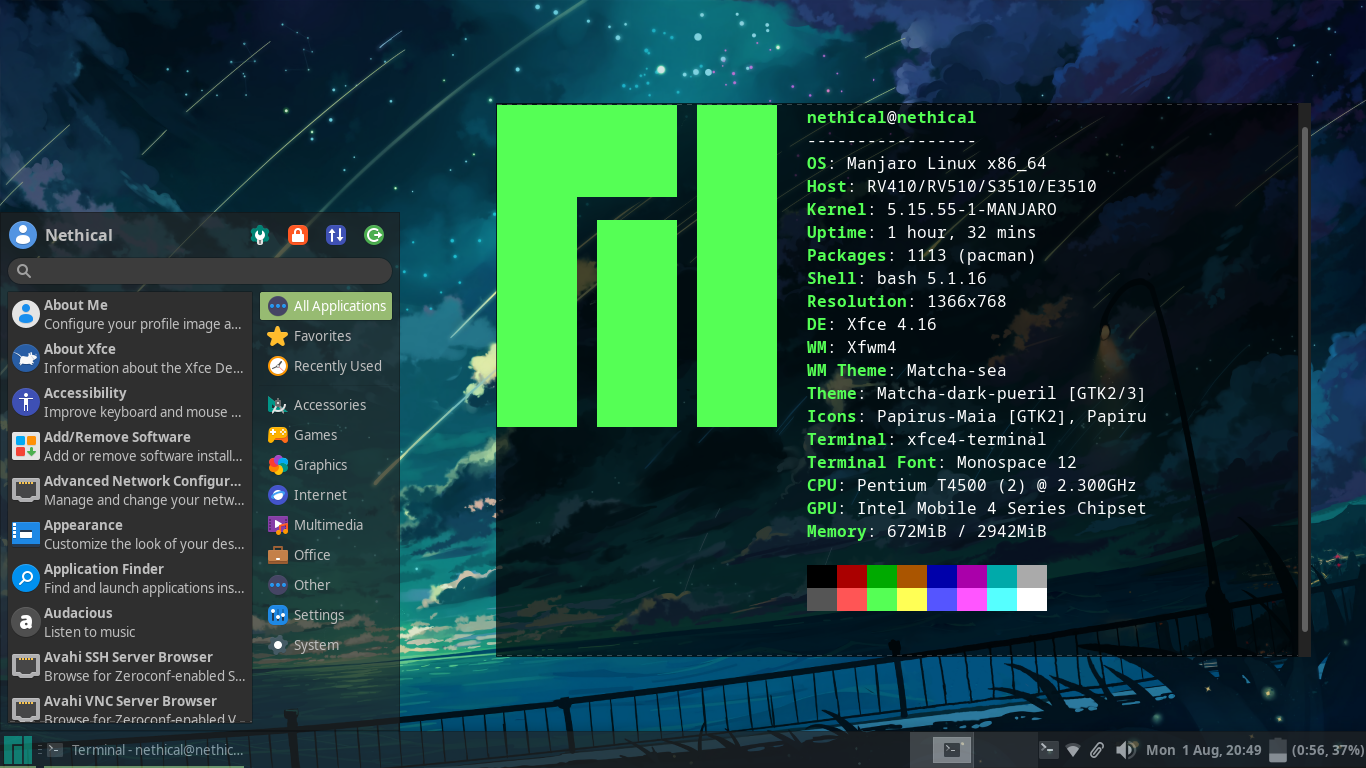 Nethical
About Me
Configure your profile image a...
About Xfce
Information about the Xfce De...
Accessibility
Improve keyboard and mouse ...
Add/Remove Software
Add or remove software install...
Advanced Network Configur...
Manage and change your netw...
Appearance
Customize the look of your des...
Application Finder
Find and launch applications ins...
Audacious
Listen to music
Avahi SSH Server Browser
Browse for Zeroconf-enabled S...
Avahi VNC Server Browser
Browse for Zeroconf-enabled V...
All Applications
Favorites
Recently Used
Accessories
Games
Graphics
Internet
Multimedia
Office
Other
Settings
System
nethical@nethical
-----------------
OS: Manjaro Linux x86_64
Host: RV410/RV510/S3510/E3510
Kernel: 5.15.55-1-MANJARO
Uptime: 1 hour, 32 mins
Packages: 1113 (pacman)
Shell: bash 5.1.16
Resolution: 1366x768
DE: Xfce 4.16
WM: Xfwm4
WM Theme: Matcha-sea
Theme: Matcha-dark-pueril [GTK2/3]
Icons: Papirus-Maia [GTK2], Papiru
Terminal: xfce4-terminal
Terminal Font: Monospace 12
CPU: Pentium T4500 (2) @ 2.300GHz
GPU: Intel Mobile 4 Series Chipset
Memory: 672MiB / 2942MiB
Terminal - nethical@nethic...
Mon 1 Aug, 20:49
(0:56, 37%)